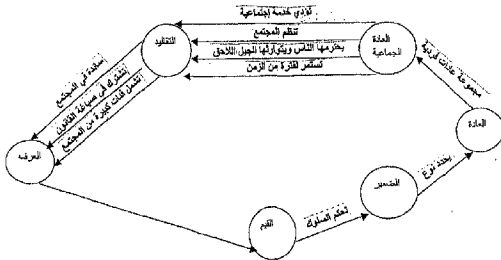 تؤدي خدمة إجتماعية
تنظم المجتمع
يحترمها الناس ويتوارثها الجيل اللاحق
تستمر لفترة من الزمن
العادة
الجماعية
التقليد
سائدة في المجتمع
تشترك في صياغة القانون
تشمل فئات كبيرة من المجتمع
مجموعة عادات فردية
العادة
العرف
يحدد نوع
الضمير
تحكم السلوك
القيم